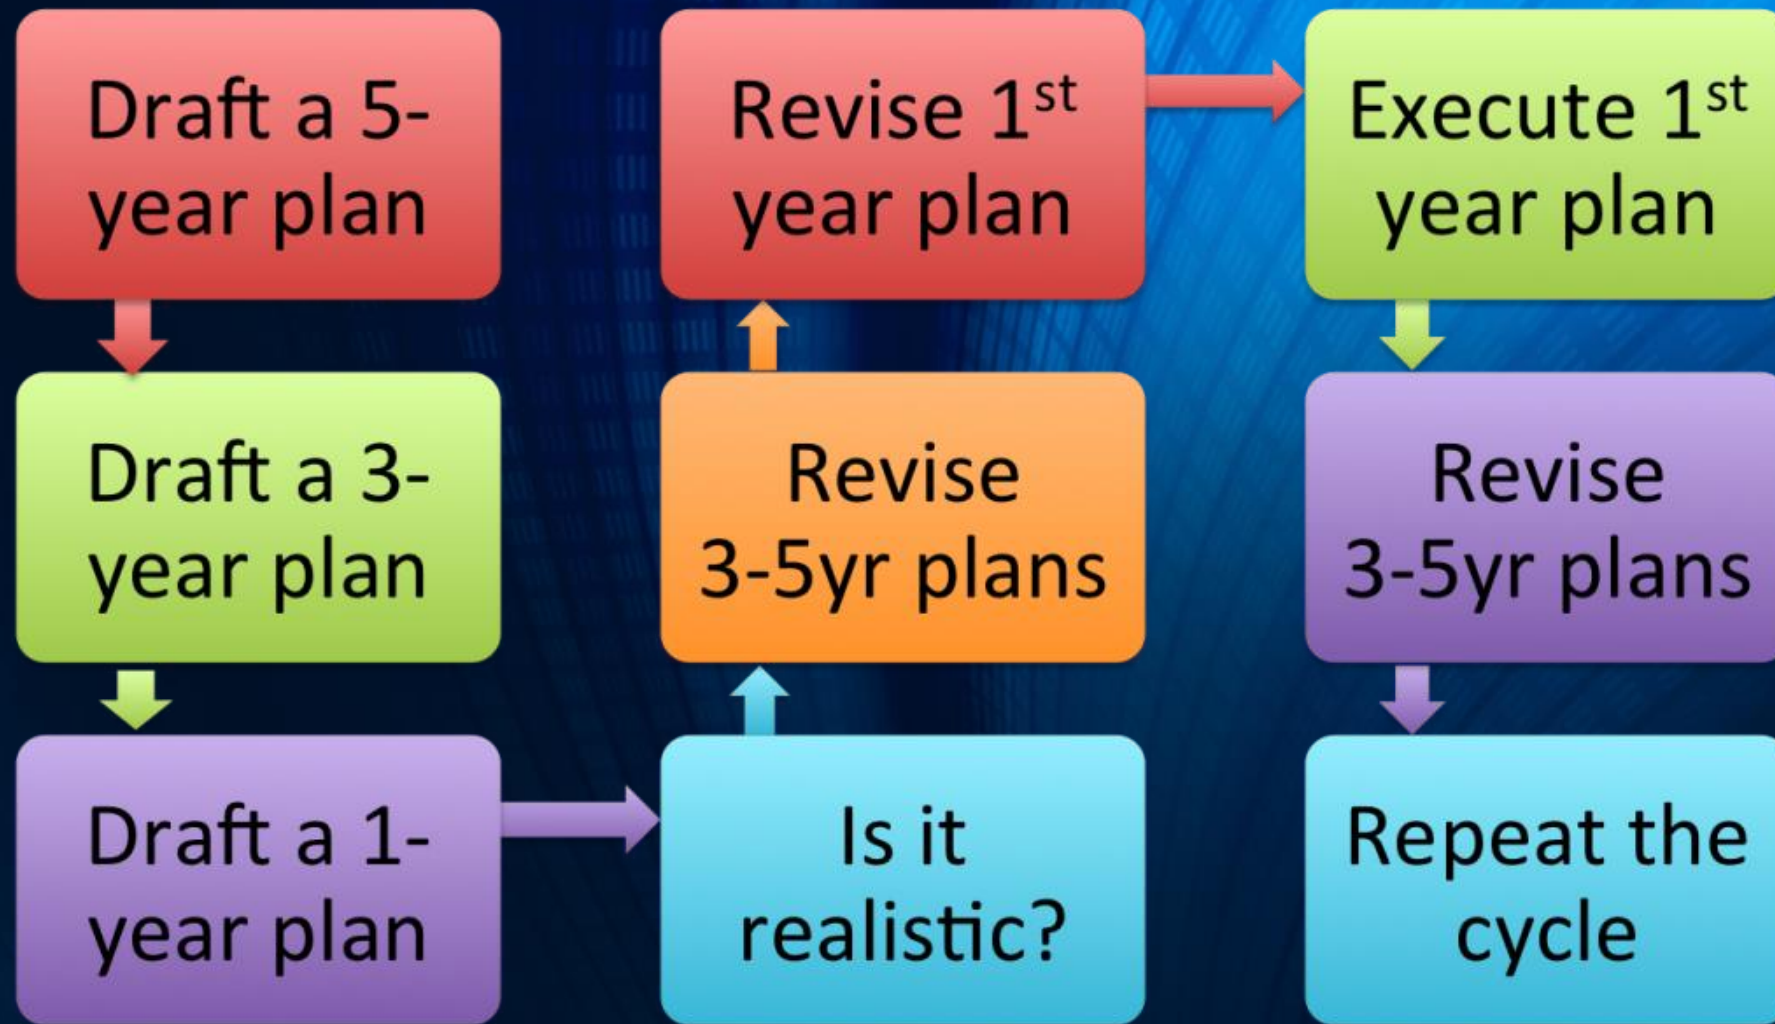 Draft a 5-
year plan
Draft a 3-
year plan
Draft a 1-
year plan
Is it
realistic?
Revise
3-5yr plans
Revise 1st
year plan
Execute 1st
year plan
Revise
3-5yr plans
Repeat the
cycle